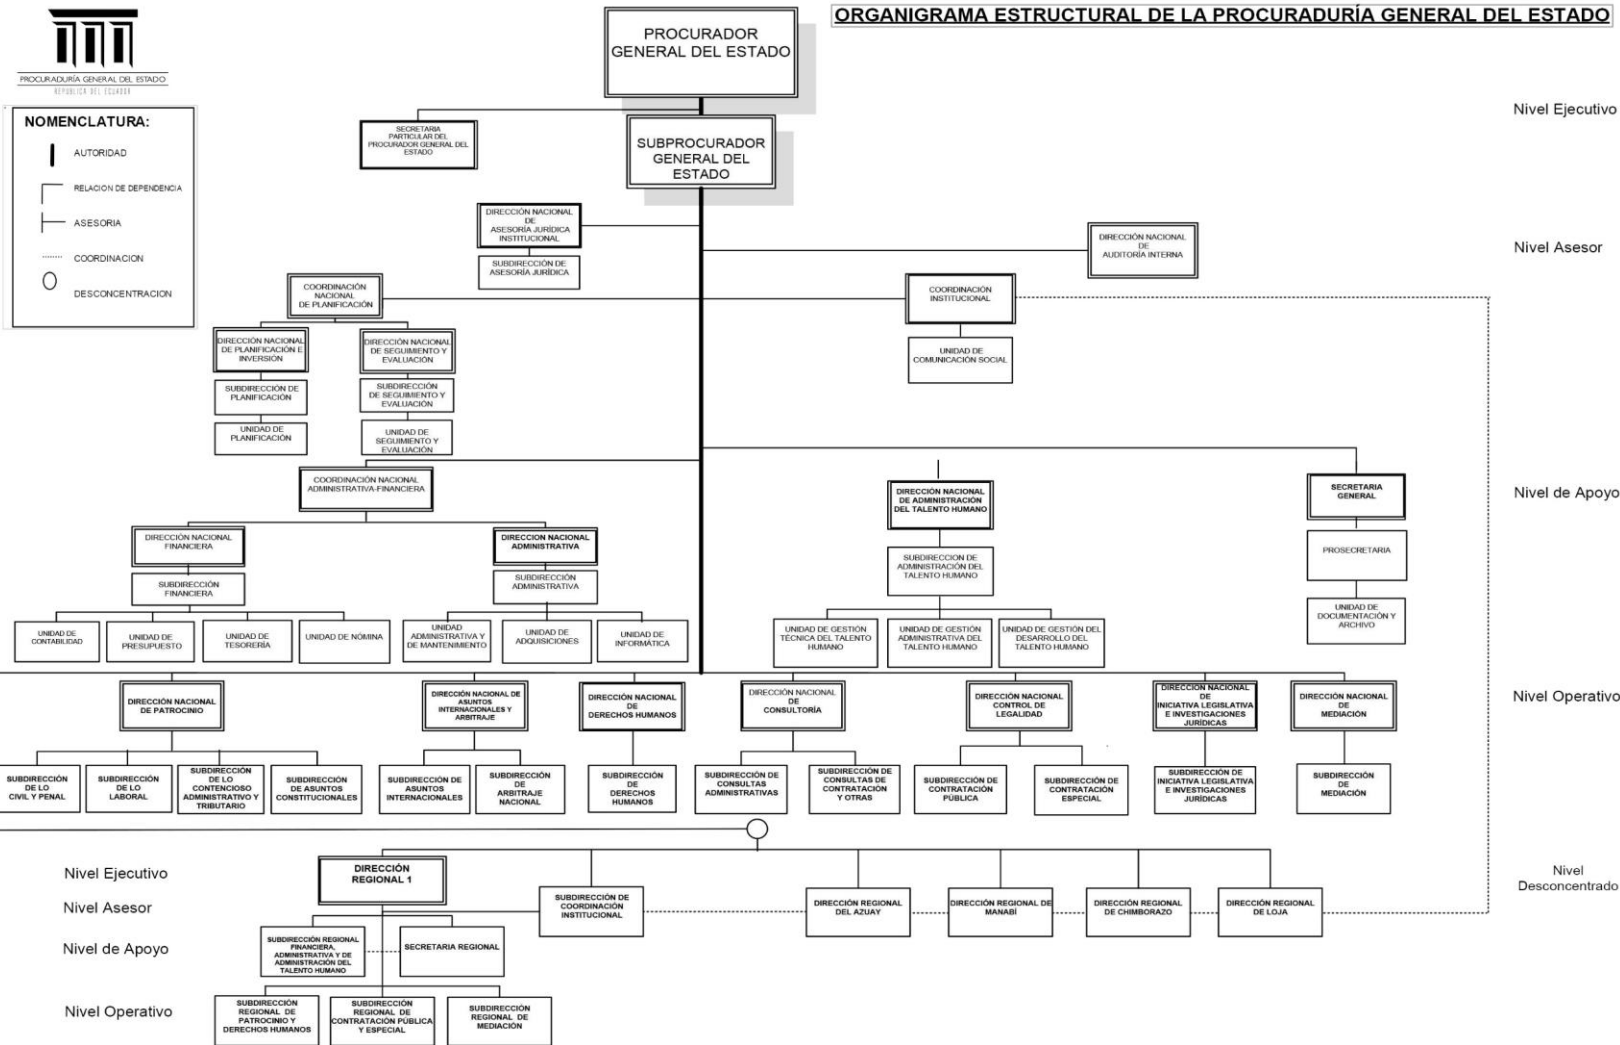 ORGANIGRAMA ESTRUCTURAL DE LA PROCURADURÍA GENERAL DEL ESTADO
PROCURADURÍA GENERAL DEL ESTADO
REPUBLICA DEL ECUADOR
NOMENCLATURA:
AUTORIDAD
RELACION DE DEPENDENCIA
ASESORIA
COORDINACION
DESCONCENTRACION
PROCURADOR
GENERAL DEL ESTADO
Nivel Ejecutivo
SECRETARIA
PARTICULAR DEL
PROCURADOR GENERAL DEL
ESTADO
SUBPROCURADOR
GENERAL DEL
ESTADO
DIRECCIÓN NACIONAL
DE
ASESORÍA JURÍDICA
INSTITUCIONAL
SUBDIRECCIÓN DE
ASESORÍA JURÍDICA
DIRECCIÓN NACIONAL
DE
AUDITORÍA INTERNA
Nivel Asesor
COORDINACIÓN
NACIONAL
DE PLANIFICACIÓN
COORDINACIÓN
INSTITUCIONAL
DIRECCIÓN NACIONAL
DE PLANIFICACIÓN E
INVERSIÓN
DIRECCIÓN NACIONAL
DE SEGUIMIENTO Y
EVALUACIÓN
UNIDAD DE
COMUNICACIÓN SOCIAL
SUBDIRECCIÓN DE
PLANIFICACIÓN
SUBDIRECCIÓN
DE SEGUIMIENTO Y
EVALUACIÓN
UNIDAD DE
PLANIFICACIÓN
UNIDAD DE
SEGUIMIENTO Y
EVALUACIÓN
COORDINACIÓN NACIONAL
ADMINISTRATIVA-FINANCIERA
DIRECCIÓN NACIONAL
DE ADMINISTRACIÓN
DEL TALENTO HUMANO
SECRETARIA
GENERAL
Nivel de Apoyo
DIRECCIÓN NACIONAL
FINANCIERA
DIRECCION NACIONAL
ADMINISTRATIVA
SUBDIRECCION DE
ADMINISTRACIÓN DEL
TALENTO HUMANO
PROSECRETARIA
SUBDIRECCIÓN
FINANCIERA
SUBDIRECCIÓN
ADMINISTRATIVA
UNIDAD DE
DOCUMENTACIÓN Y
ARCHIVO
UNIDAD DE
CONTABILIDAD
UNIDAD DE
PRESUPUESTO
UNIDAD DE
TESORERÍA
UNIDAD DE NÓMINA
UNIDAD
ADMINISTRATIVA Y
DE MANTENIMIENTO
UNIDAD DE
ADQUISICIONES
UNIDAD DE
INFORMÁTICA
UNIDAD DE GESTIÓN
TÉCNICA DEL TALENTO
HUMANO
UNIDAD DE GESTIÓN
ADMINISTRATIVA DEL
TALENTO HUMANO
UNIDAD DE GESTIÓN DEL
DESARROLLO DEL
TALENTO HUMANO
DIRECCIÓN NACIONAL
DE PATROCINIO
DIRECCIÓN NACIONAL DE
ASUNTOS
INTERNACIONALES Y
ARBITRAJE
DIRECCIÓN NACIONAL
DE
DERECHOS HUMANOS
DIRECCIÓN NACIONAL
DE
CONSULTORÍA
DIRECCIÓN NACIONAL
CONTROL DE
LEGALIDAD
DIRECCION NACIONAL
DE
INICIATIVA LEGISLATIVA
E INVESTIGACIONES
JURÍDICAS
DIRECCIÓN NACIONAL
DE
MEDIACIÓN
Nivel Operativo
SUBDIRECCIÓN
DE LO
CIVIL Y PENAL
SUBDIRECCIÓN
DE LO
LABORAL
SUBDIRECCIÓN
DE LO
CONTENCIOSO
ADMINISTRATIVO Y
TRIBUTARIO
SUBDIRECCIÓN
DE ASUNTOS
CONSTITUCIONALES
SUBDIRECCIÓN DE
ASUNTOS
INTERNACIONALES
SUBDIRECCIÓN
DE
ARBITRAJE
NACIONAL
SUBDIRECCIÓN
DE
DERECHOS
HUMANOS
SUBDIRECCIÓN DE
CONSULTAS
ADMINISTRATIVAS
SUBDIRECCIÓN DE
CONSULTAS DE
CONTRATACIÓN
Y OTRAS
SUBDIRECCIÓN DE
CONTRATACIÓN
PÚBLICA
SUBDIRECCIÓN DE
CONTRATACIÓN
ESPECIAL
SUBDIRECCIÓN DE
INICIATIVA LEGISLATIVA
E INVESTIGACIONES
JURÍDICAS
SUBDIRECCIÓN
DE
MEDIACIÓN
Nivel Ejecutivo
DIRECCIÓN
REGIONAL 1
Nivel
Desconcentrado
Nivel Asesor
SUBDIRECCIÓN DE
COORDINACIÓN
INSTITUCIONAL
DIRECCIÓN REGIONAL
DEL AZUAY
DIRECCIÓN REGIONAL DE
MANABÍ
DIRECCIÓN REGIONAL
DE CHIMBORAZO
DIRECCIÓN REGIONAL
DE LOJA
Nivel de Apoyo
SUBDIRECCIÓN REGIONAL
FINANCIERA,
ADMINISTRATIVA Y DE
ADMINISTRACIÓN DEL
TALENTO HUMANO
SECRETARIA REGIONAL
Nivel Operativo
SUBDIRECCIÓN
REGIONAL DE
PATROCINIO Y
DERECHOS HUMANOS
SUBDIRECCIÓN
REGIONAL DE
CONTRATACIÓN PÚBLICA
Y ESPECIAL
SUBDIRECCIÓN
REGIONAL DE
MEDIACIÓN